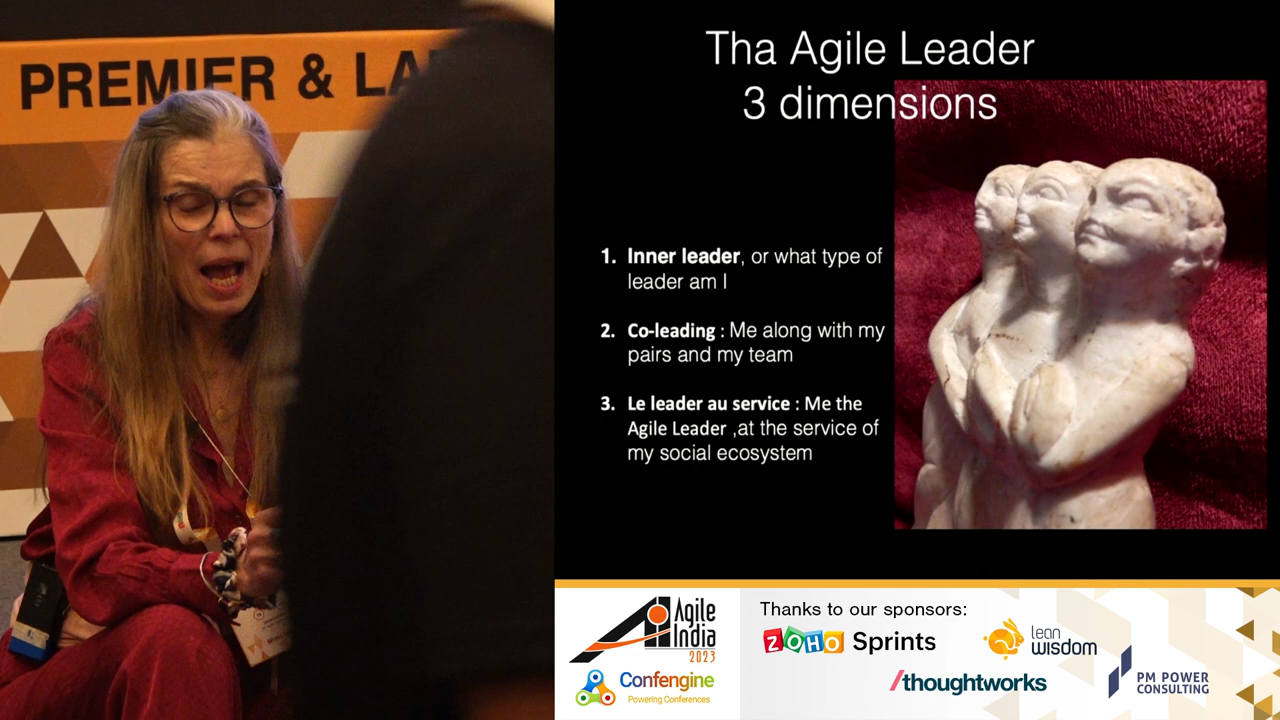 PREMIER & LA
Tha Agile Leader
3 dimensions
1. Inner leader, or what type of
leader am I
2. Co-leading : Me along with my
pairs and my team
3. Le leader au service : Me the
Agile Leader ,at the service of
my social ecosystem
Agile
India
2023
Confengine
Powering Conferences
Thanks to our sponsors:
ZOHO Sprints
lean
wisdom
/thoughtworks
PM POWER
CONSULTING